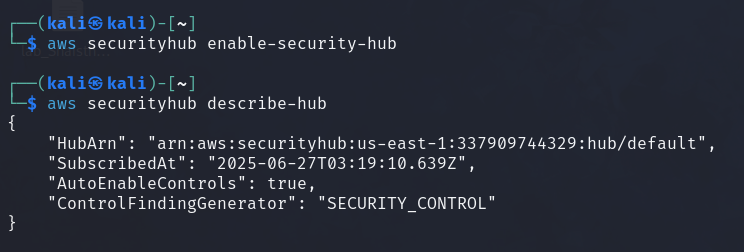 ┌──(kali㉿kali)-[~]
└─$ aws securityhub enable-security-hub
┌──(kali㉿kali)-[~]
└─$ aws securityhub describe-hub
{
    "HubArn": "arn:aws:securityhub:us-east-1:337909744329:hub/default",
    "SubscribedAt": "2025-06-27T03:19:10.639Z",
    "AutoEnableControls": true,
    "ControlFindingGenerator": "SECURITY_CONTROL"
}